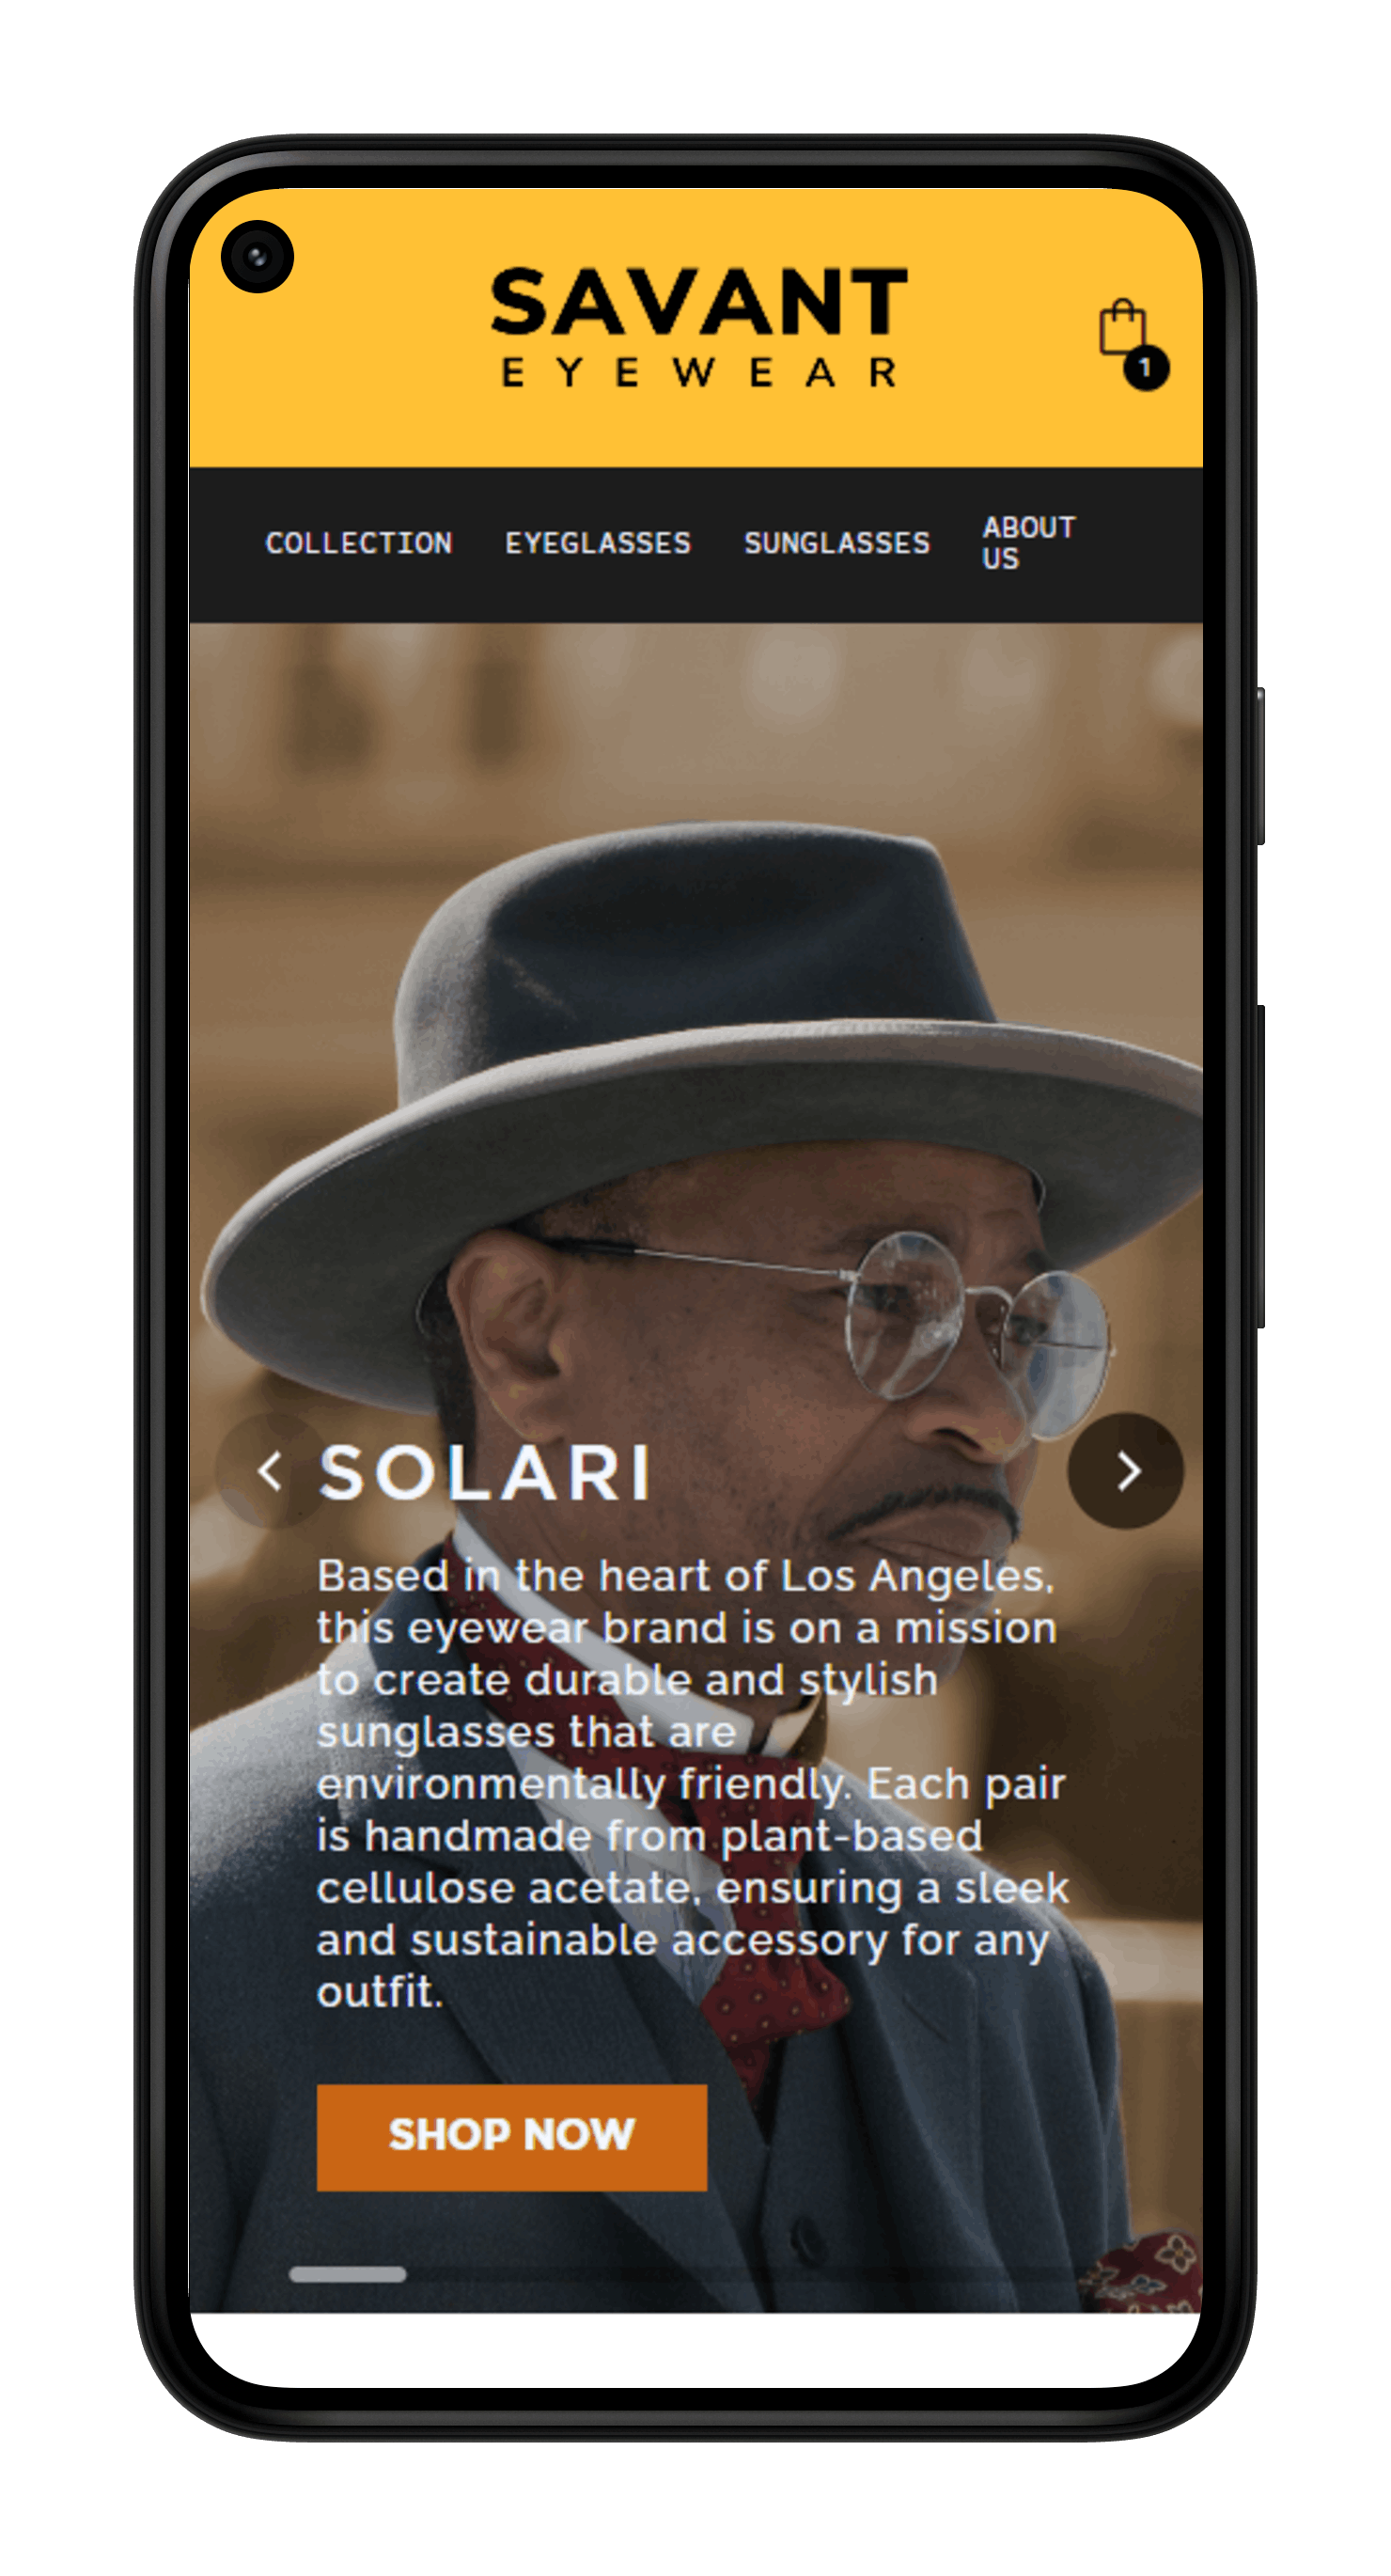 SAVANT
EYEWEAR
1
COLLECTION EYEGLASSES SUNGLASSES ABOUT US
SOLARI
Based in the heart of Los Angeles,
this eyewear brand is on a mission
to create durable and stylish
sunglasses that are
environmentally friendly. Each pair
is handmade from plant-based
cellulose acetate, ensuring a sleek
and sustainable accessory for any
outfit.
SHOP NOW